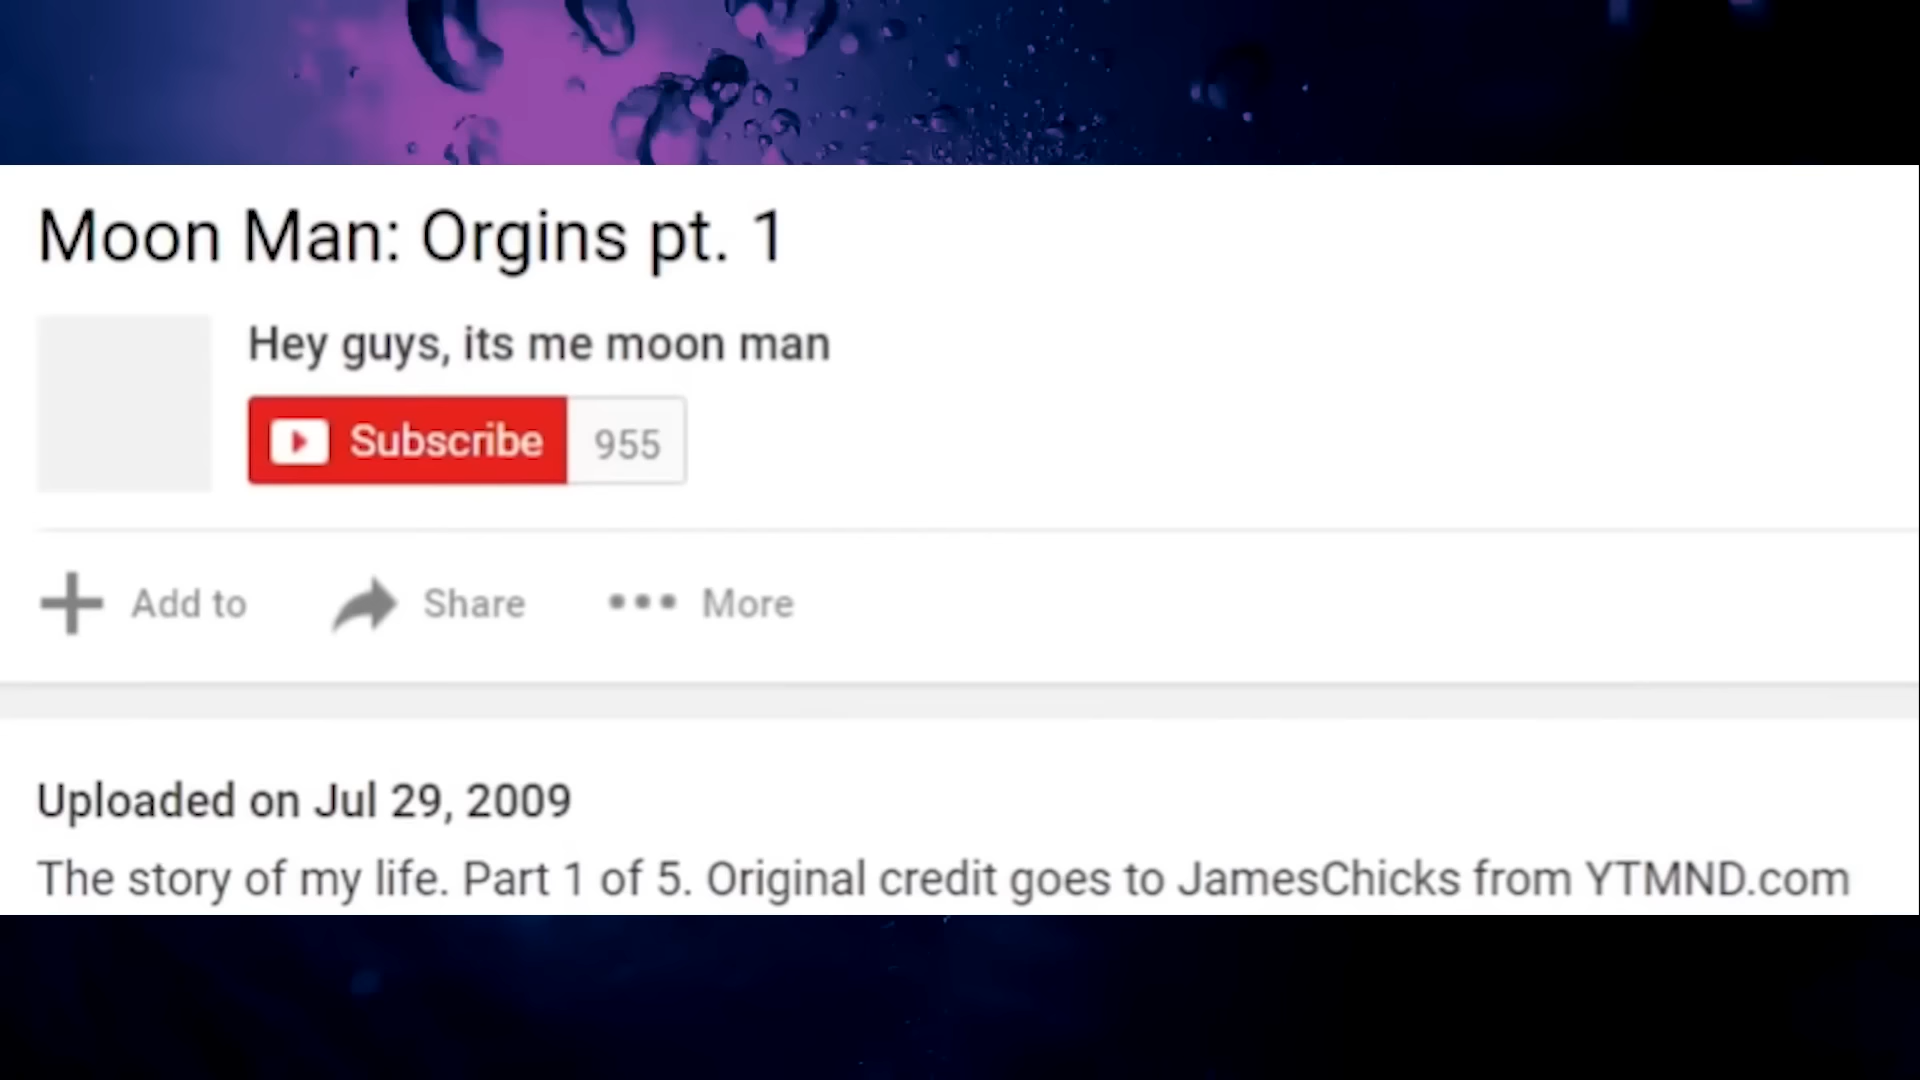 Moon Man: Orgins pt. 1
Hey guys, its me moon man
Subscribe 955
Add to Share More
Uploaded on Jul 29, 2009
The story of my life. Part 1 of 5. Original credit goes to JamesChicks from YTMND.com